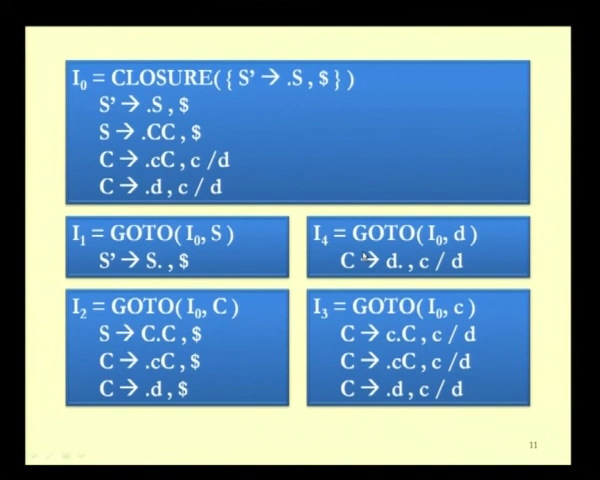 I₀ = CLOSURE( { S’ → .S , $ } )
S’ → .S , $
S → .CC , $
C → .cC , c /d
C → .d , c / d
I₁ = GOTO( I₀, S )
S’ → S. , $
I₄ = GOTO( I₀, d )
C → d. , c / d
I₂ = GOTO( I₀, C )
S → C.C , $
C → .cC , $
C → .d , $
I₃ = GOTO( I₀, c )
C → c.C , c / d
C → .cC , c /d
C → .d , c / d
11